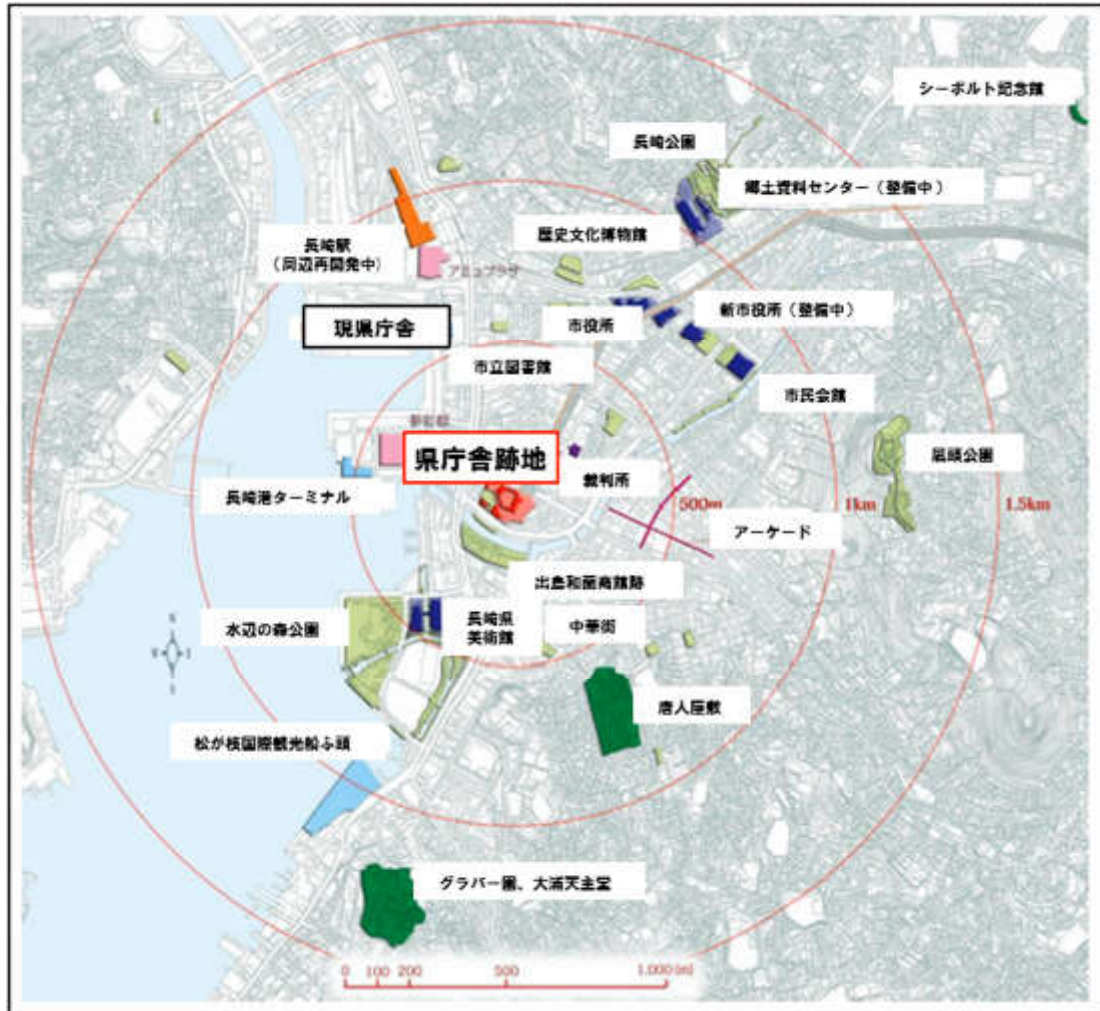 シーボルト記念館
長崎公園
郷土資料センター（整備中）
歴史文化博物館
長崎駅
（周辺再開発中）
アミュプラザ
現県庁舎
市役所
新市役所（整備中）
市立図書館
市民会館
夢彩都
県庁舎跡地
風頭公園
裁判所
長崎港ターミナル
500m
1km
1.5km
アーケード
出島和蘭商館跡
水辺の森公園
長崎県
美術館
中華街
N
S
唐人屋敷
松が枝国際観光船ふ頭
グラバー園、大浦天主堂
0 100 200 500 1,000(m)